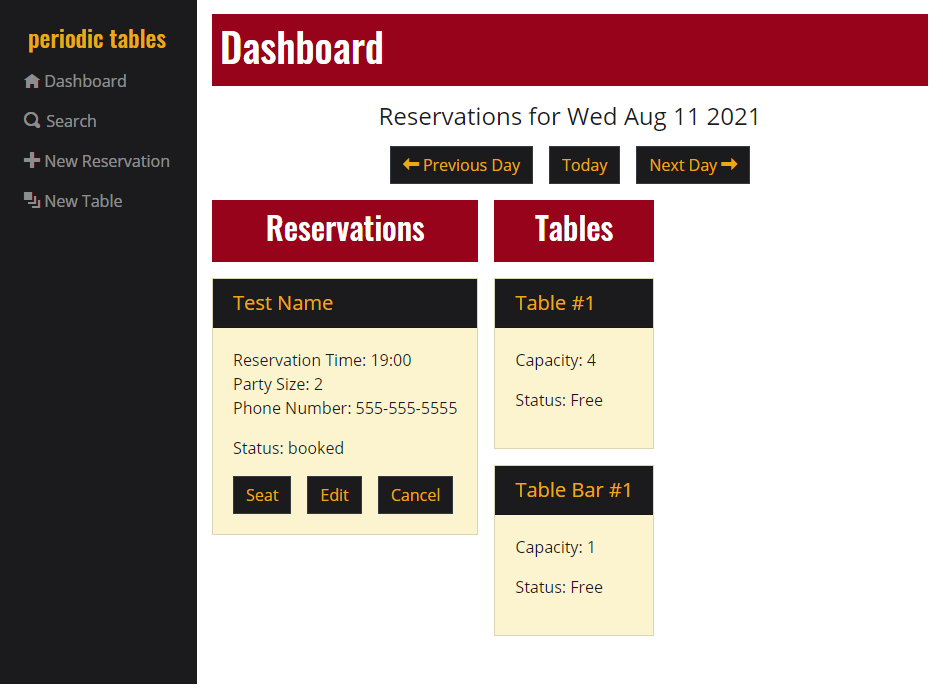 periodic tables
Dashboard
Search
New Reservation
New Table
Dashboard
Reservations for Wed Aug 11 2021
Previous Day
Today
Next Day
Reservations
Test Name
Reservation Time: 19:00
Party Size: 2
Phone Number: 555-555-5555
Status: booked
Seat
Edit
Cancel
Tables
Table #1
Capacity: 4
Status: Free
Table Bar #1
Capacity: 1
Status: Free